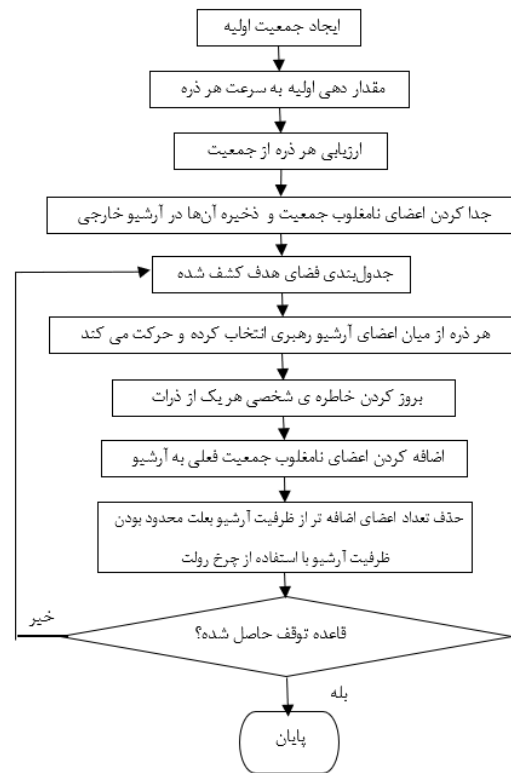 ایجاد جمعیت اولیه
مقدار دهی اولیه به سرعت هر ذره
ارزیابی هر ذره از جمعیت
جدا کردن اعضای نامغلوب جمعیت و ذخیره آن‌ها در آرشیو خارجی
جدول‌بندی فضای هدف کشف شده
هر ذره از میان اعضای آرشیو رهبری انتخاب کرده و حرکت می کند
بروز کردن خاطره ی شخصی هر یک از ذرات
اضافه کردن اعضای نامغلوب جمعیت فعلی به آرشیو
حذف تعداد اعضای اضافه تر از ظرفیت آرشیو بعلت محدود بودن
ظرفیت آرشیو با استفاده از چرخ رولت
خیر
قاعده توقف حاصل شده؟
بله
پایان